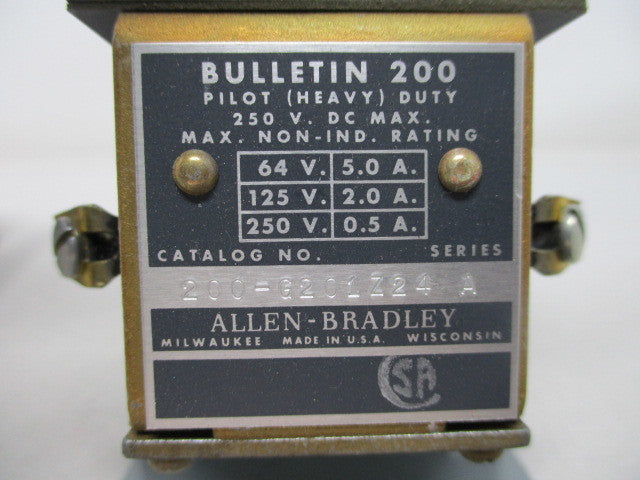 BULLETIN 200
PILOT (HEAVY) DUTY
250 V. DC MAX.
MAX. NON-IND. RATING
64 V. 5.0 A.
125 V. 2.0 A.
250 V. 0.5 A.
CATALOG NO. SERIES
200-G201Z24 A
ALLEN-BRADLEY
MILWAUKEE MADE IN U.S.A. WISCONSIN
CSA